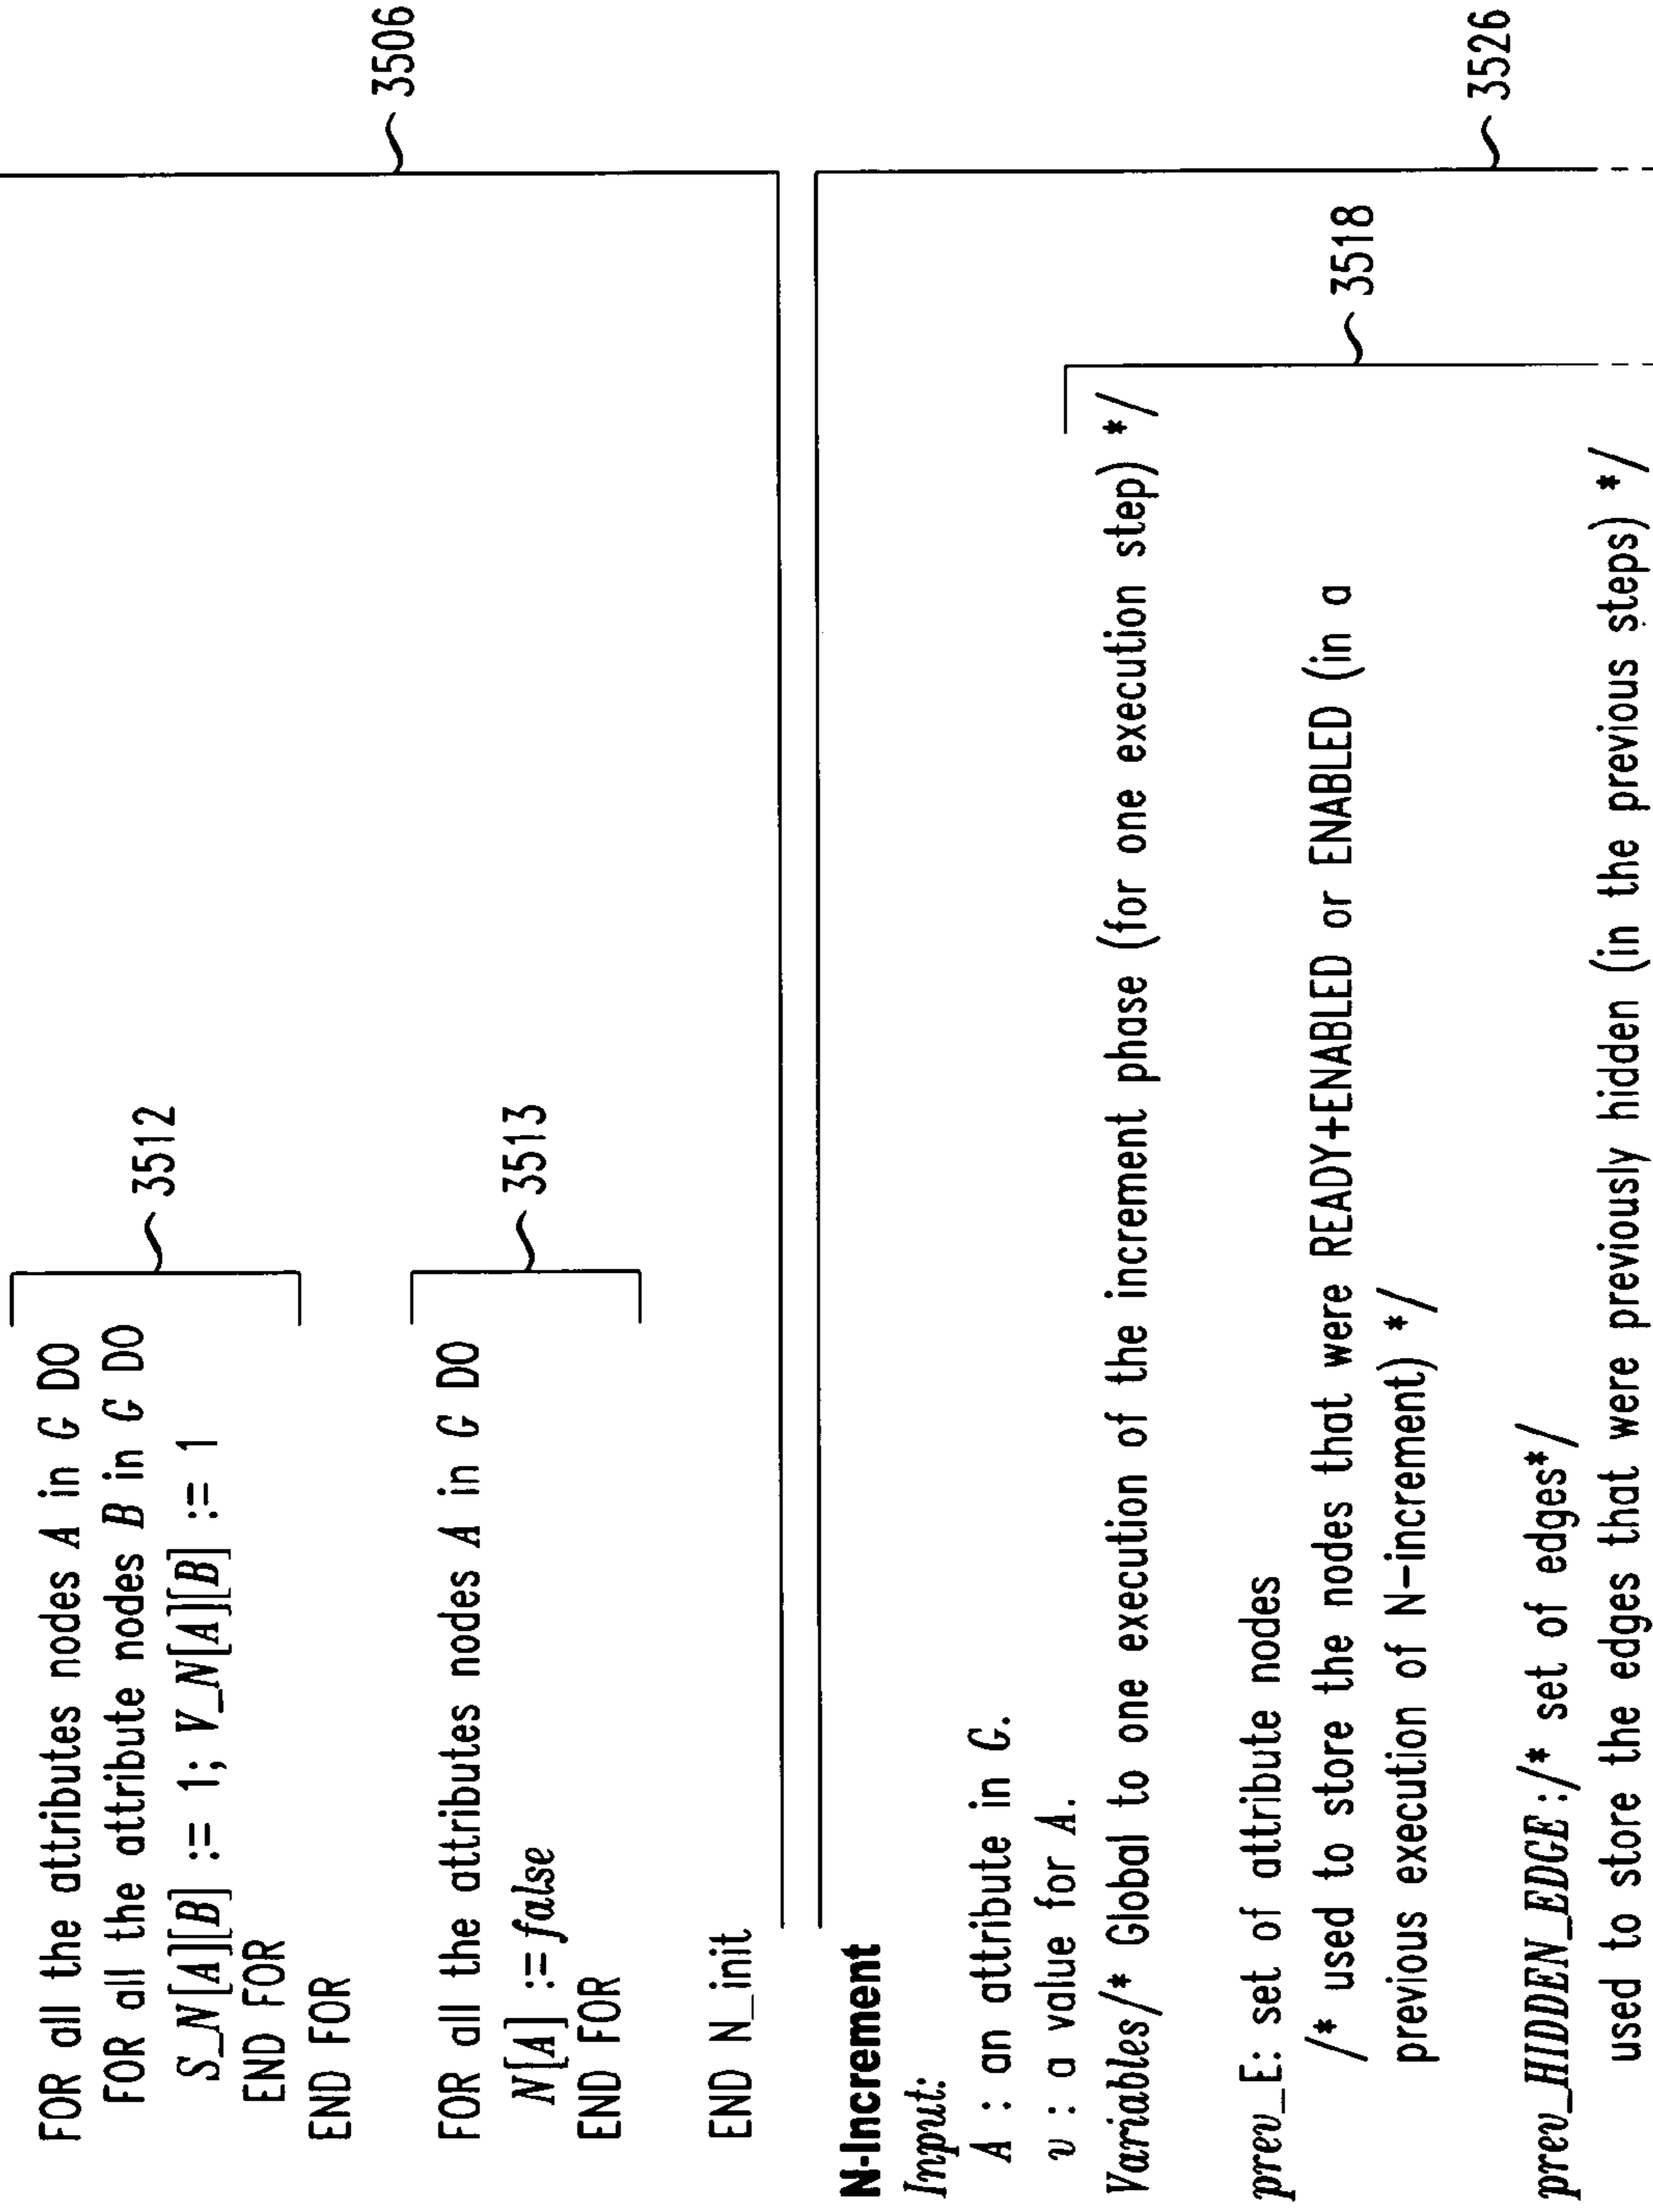 FOR all the attributes nodes A in G DO
FOR all the attribute nodes B in G DO
S_N[A][B] := 1; V_N[A][B] := 1
END FOR
END FOR
3512
FOR all the attributes nodes A in G DO
N[A] := false
END FOR
3513
END N_init
3506
N-Increment
Input:
A : an attribute in G.
v : a value for A.
Variables/* Global to one execution of the increment phase (for one execution step) */
prev_E: set of attribute nodes
/* used to store the nodes that were READY+ENABLED or ENABLED (in a
previous execution of N-increment) */
3518
prev_HIDDEN_EDGE :/* set of edges*/
used to store the edges that were previously hidden (in the previous steps) */
3526